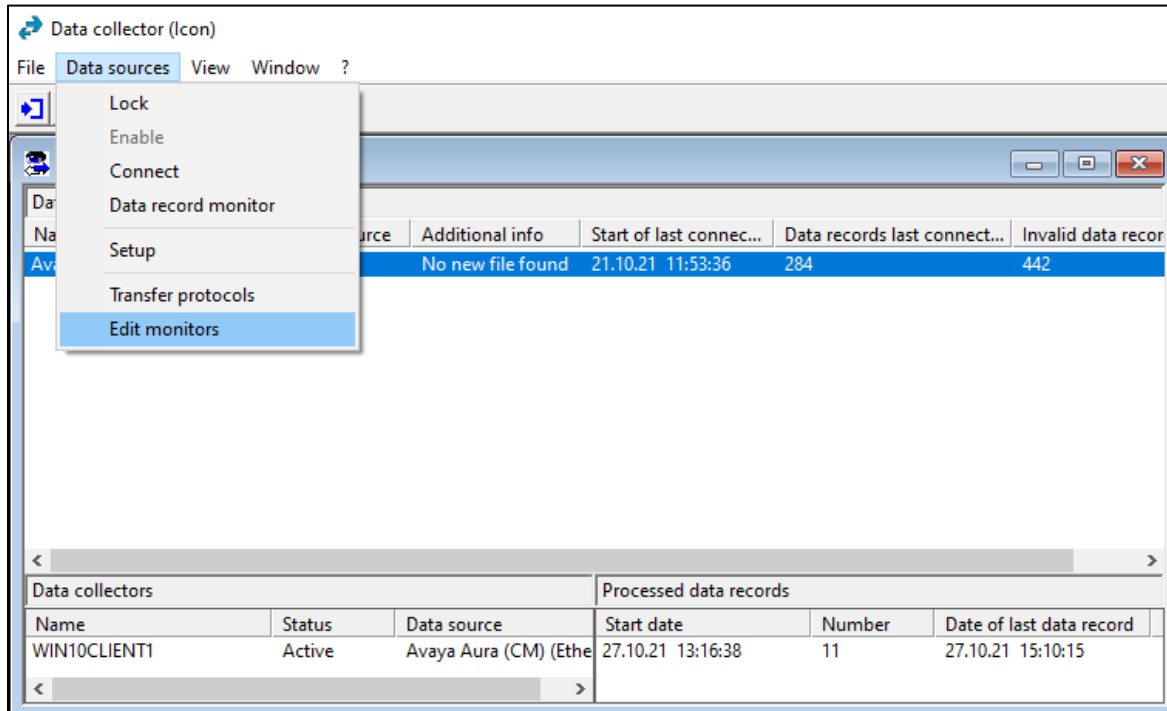 Data collector (Icon)
File Data sources View Window ?
Lock
Enable
Connect
Data record monitor
Setup
Transfer protocols
Edit monitors
Additional info Start of last connec... Data records last connect... Invalid data recor
No new file found 21.10.21 11:53:36 284 442
Data collectors Processed data records
Name Status Data source Start date Number Date of last data record
WIN10CLIENT1 Active Avaya Aura (CM) (Ethe 27.10.21 13:16:38 11 27.10.21 15:10:15